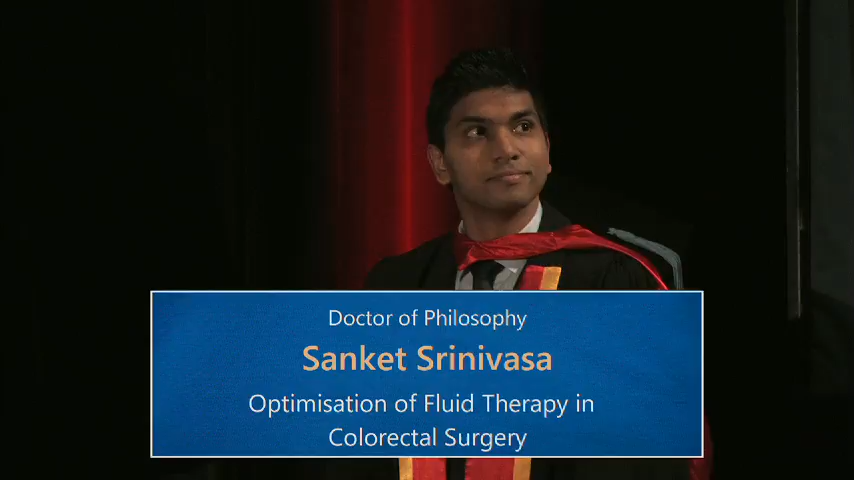 Doctor of Philosophy
Sanket Srinivasa
Optimisation of Fluid Therapy in
Colorectal Surgery